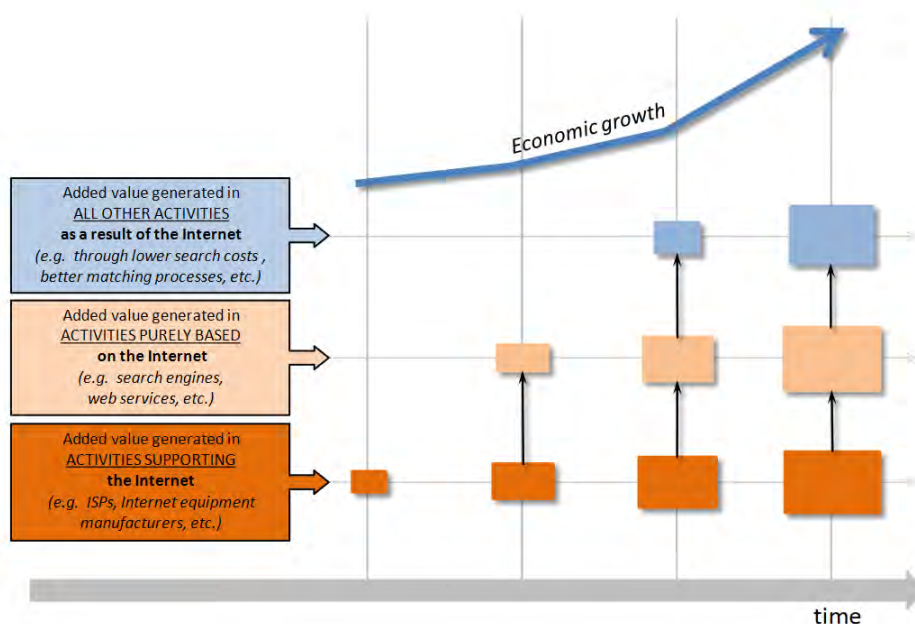 Economic growth
Added value generated in
ALL OTHER ACTIVITIES
as a result of the Internet
(e.g. through lower search costs ,
better matching processes, etc.)
Added value generated in
ACTIVITIES PURELY BASED
on the Internet
(e.g. search engines,
web services, etc.)
Added value generated in
ACTIVITIES SUPPORTING
the Internet
(e.g. ISPs, Internet equipment
manufacturers, etc.)
time